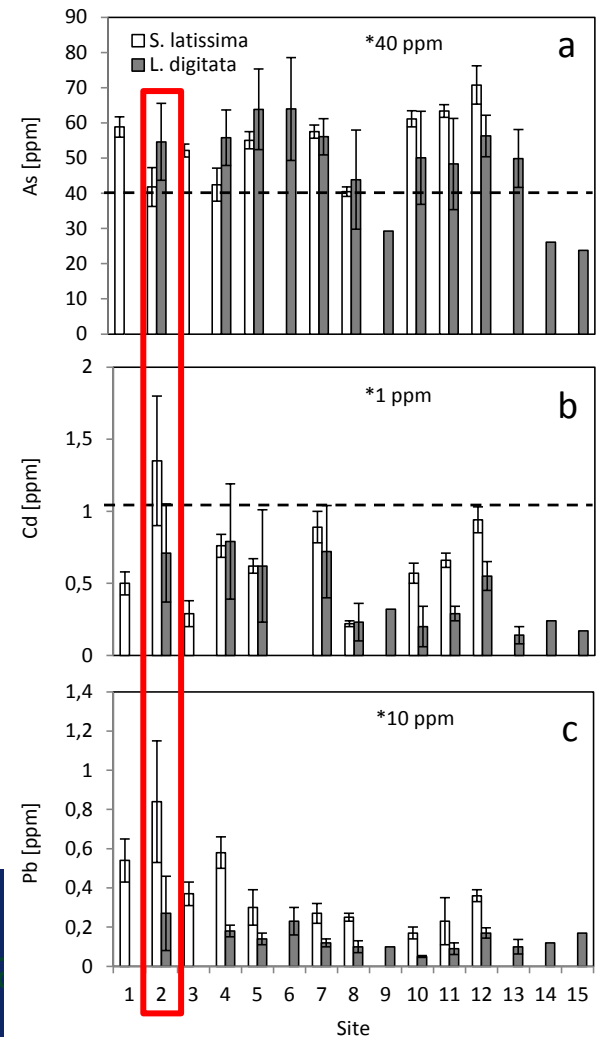 90
80
70
60
50
40
30
20
10
0
As [ppm]
S. latissima
L. digitata
*40 ppm
a
2
1,5
1
0,5
0
Cd [ppm]
*1 ppm
b
1,4
1,2
1
0,8
0,6
0,4
0,2
0
Pb [ppm]
*10 ppm
c
1 2 3 4 5 6 7 8 9 10 11 12 13 14 15
Site